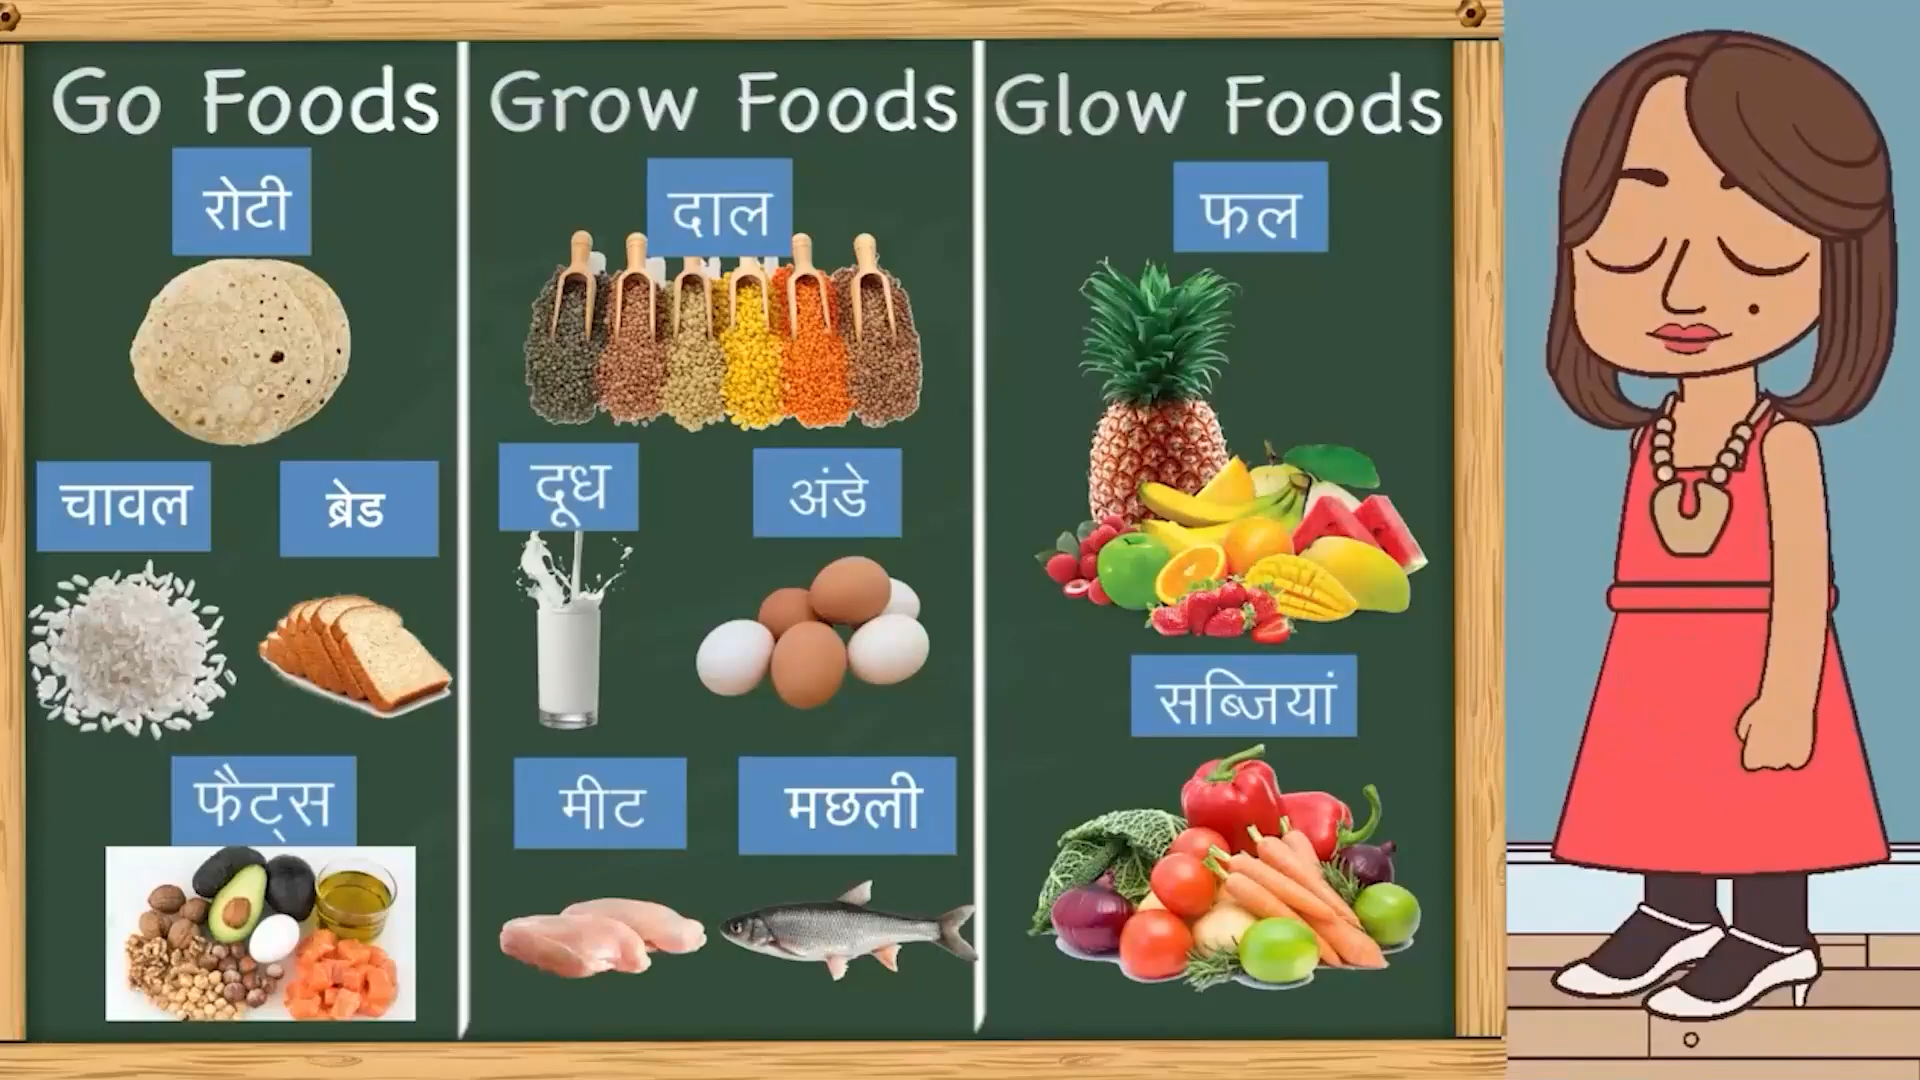 Go Foods
रोटी
चावल
ब्रेड
फैट्स
Grow Foods
दाल
दूध
अंडे
मीट
मछली
Glow Foods
फल
सब्जियां